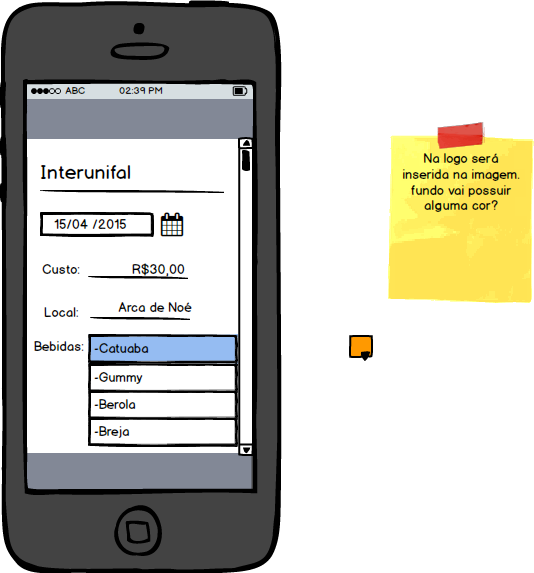 ABC 02:39 PM
Interunifal
15/04 /2015
Custo: R$30,00
Local: Arca de Noé
Bebidas: -Catuaba
-Gummy
-Berola
-Breja
Na logo será
inserida na imagem.
fundo vai possuir
alguma cor?